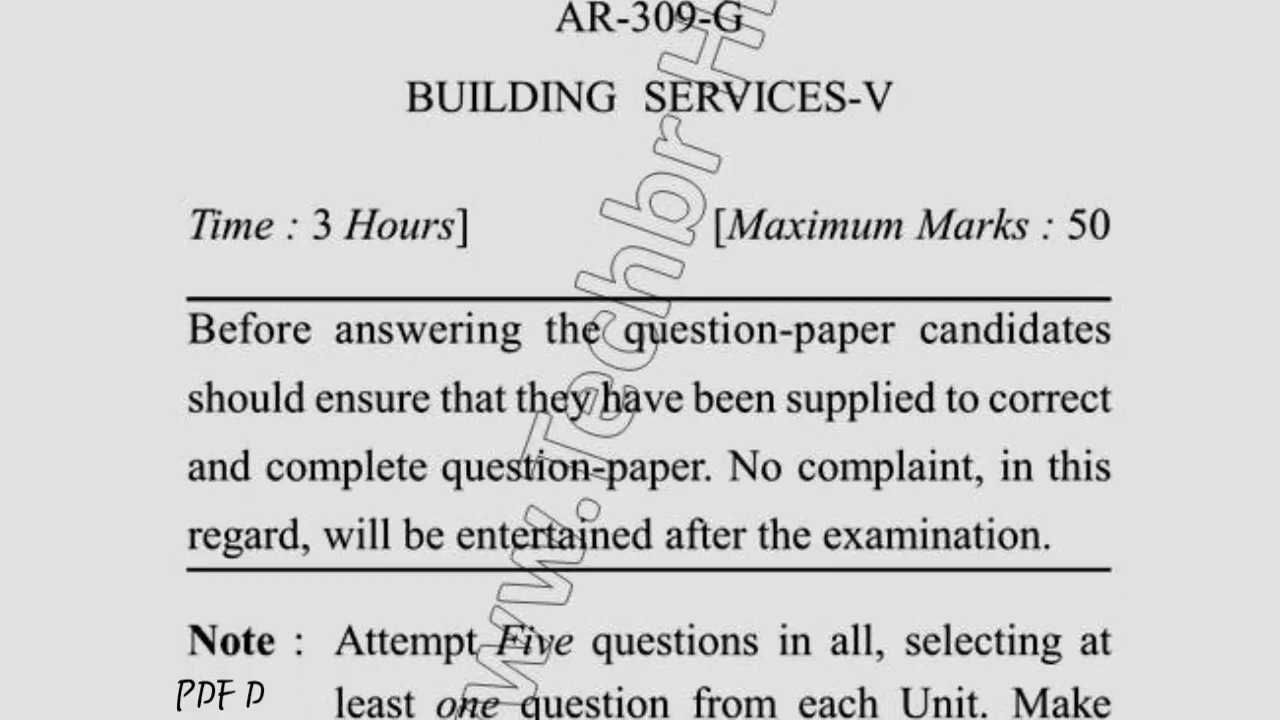 AR-309-G
BUILDING SERVICES-V
Time : 3 Hours] [Maximum Marks : 50
Before answering the question-paper candidates
should ensure that they have been supplied to correct
and complete question-paper. No complaint, in this
regard, will be entertained after the examination.
Note : Attempt Five questions in all, selecting at
least one question from each Unit. Make
PDF D
www.Techbr